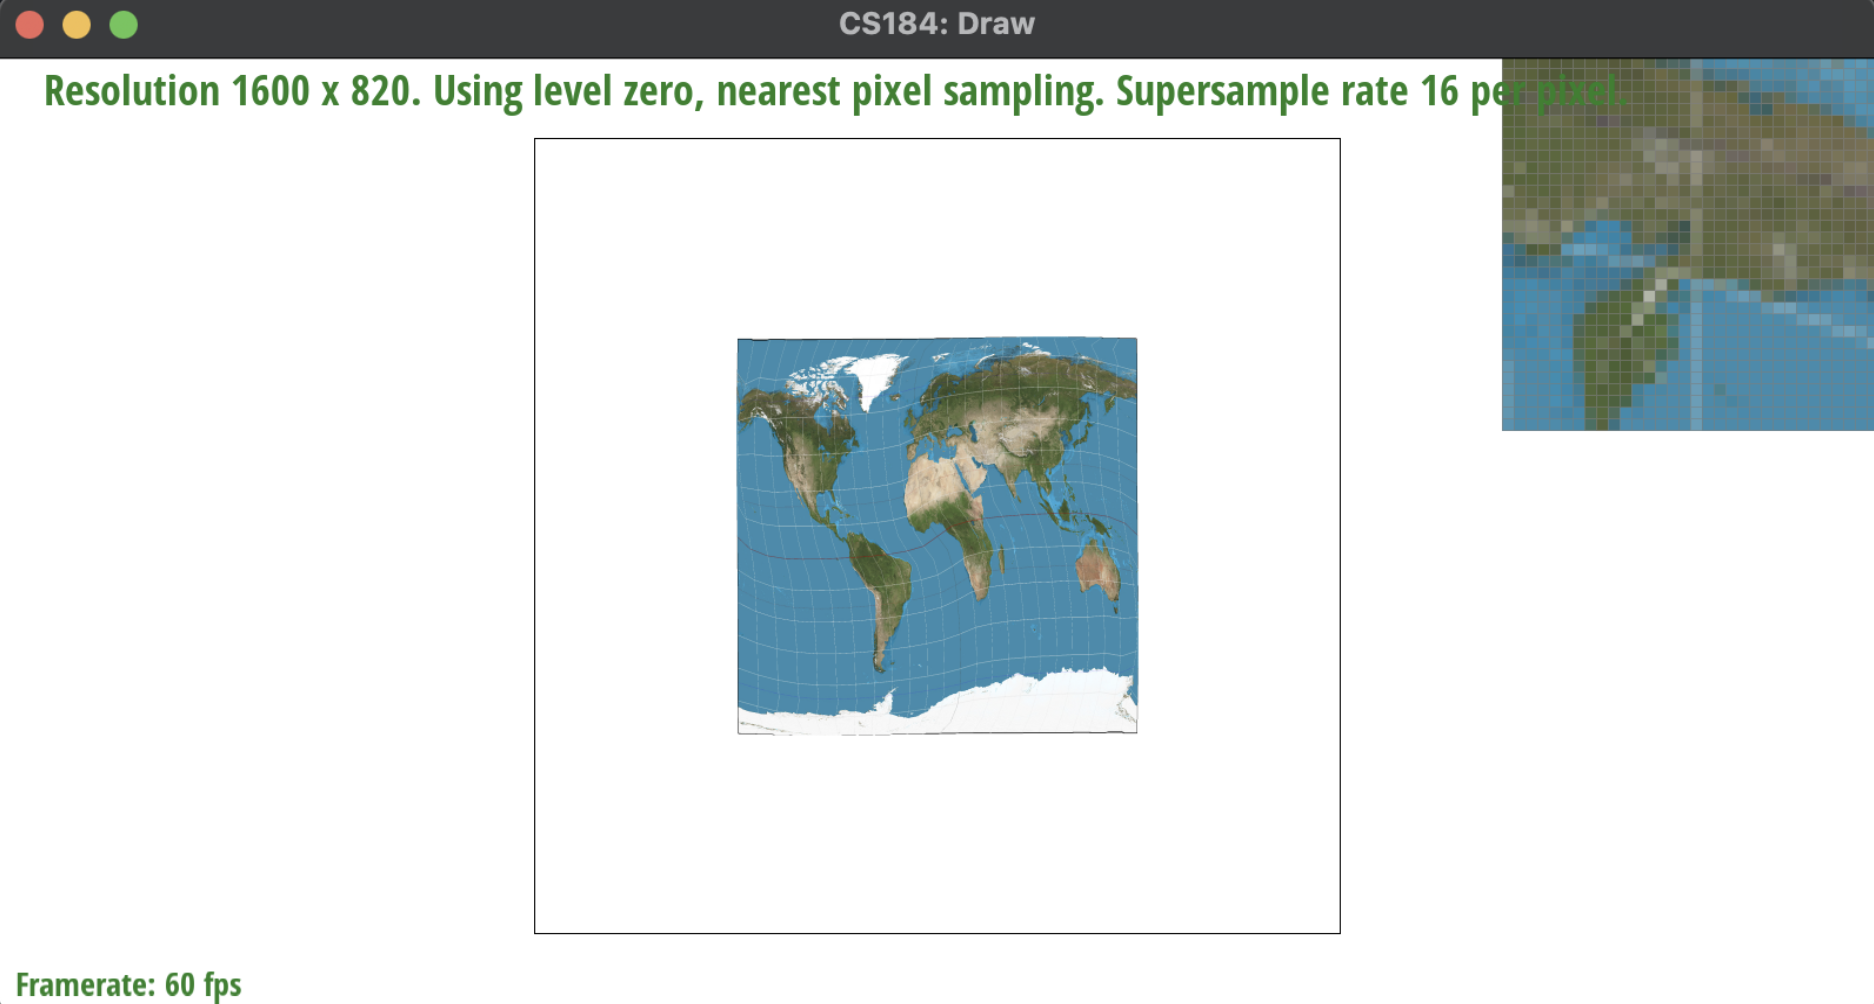 CS184: Draw
Resolution 1600 x 820. Using level zero, nearest pixel sampling. Supersample rate 16 per pixel.
Framerate: 60 fps